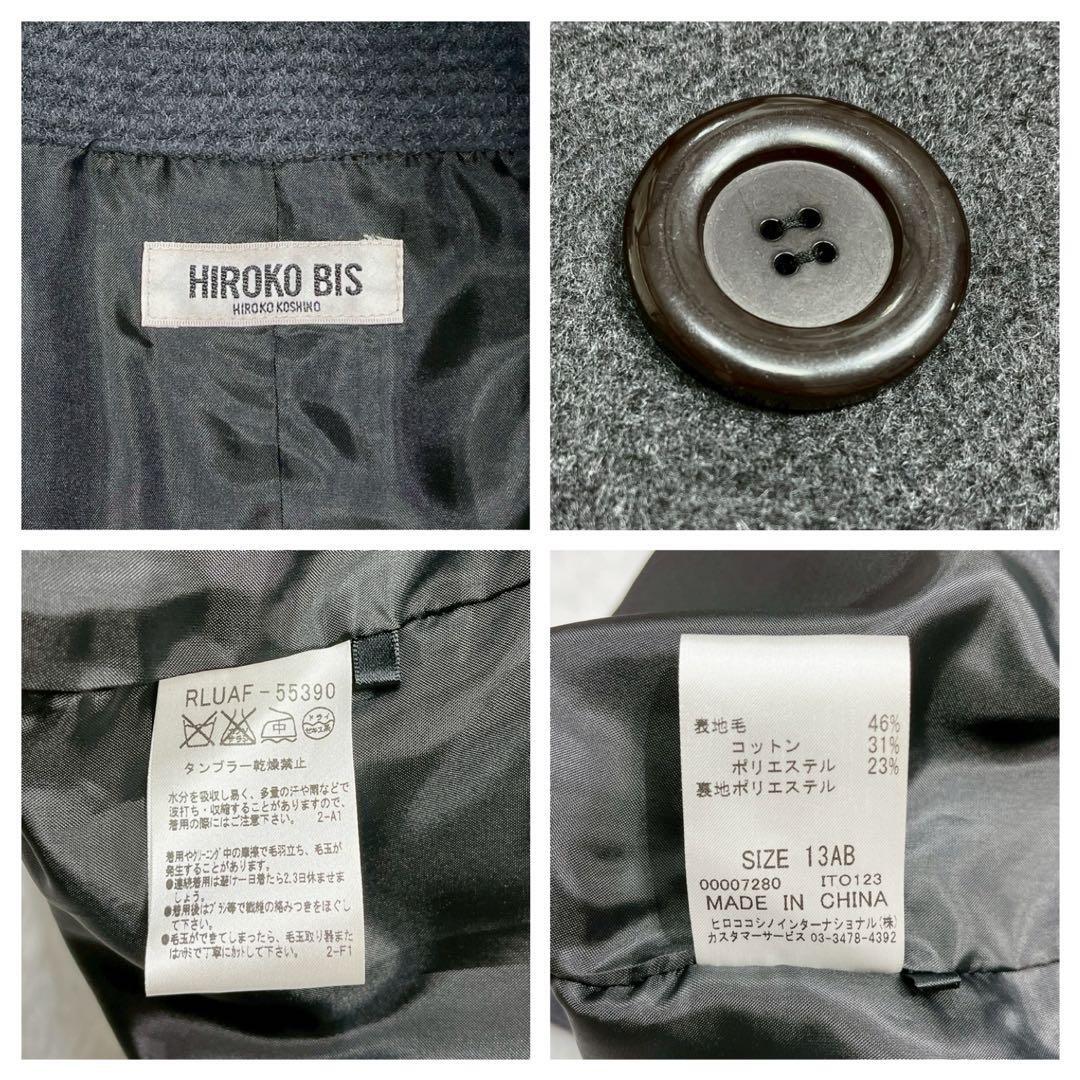 HIROKO BIS
HIROKO KOSHINO
RLUAF-55390
エンソ サラシ 中 ドライ セキユ系
タンブラー乾燥禁止
水分を吸収し易く、多量の汗や雨などで
波打ち・収縮することがありますので、
着用の際にはご注意下さい。 2-A1
着用やクリーニング中の摩擦で毛羽立ち、毛玉が
発生することがあります。
●連続着用は避け一日着たら2.3日休ませま
しょう。
●着用後はブラシ等で繊維の絡みつきをほぐし
て下さい。
●毛玉ができてしまったら、毛玉取り器また
はハサミで丁寧にカットして下さい。 2-F1
表地毛 46%
コットン 31%
ポリエステル 23%
裏地ポリエステル
SIZE 13AB
00007280 ITO123
MADE IN CHINA
ヒロココシノインターナショナル(株)
カスタマーサービス 03-3478-4392